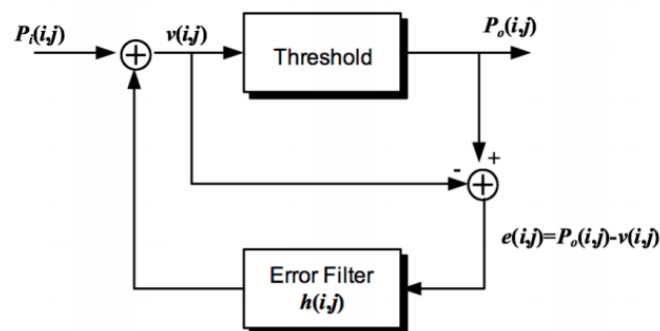 P_i(i,j)
v(i,j)
Threshold
P_o(i,j)
+
-
e(i,j)=P_o(i,j)-v(i,j)
Error Filter
h(i,j)